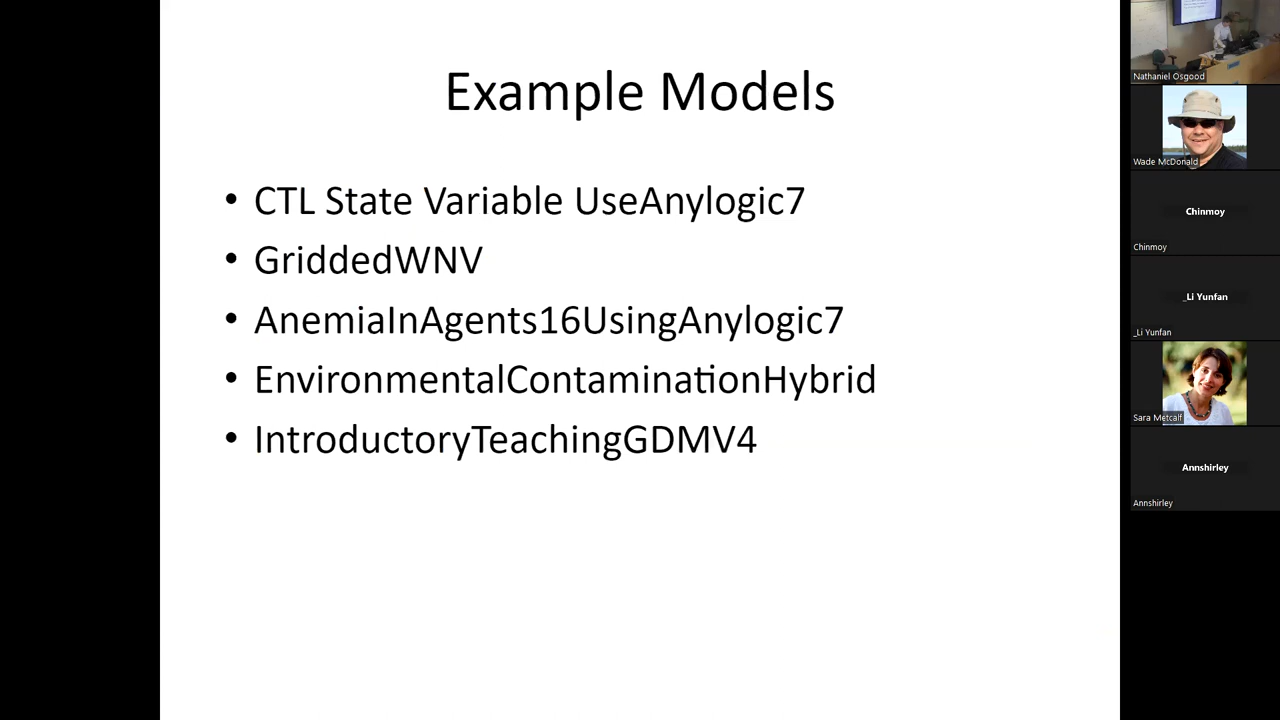 Example Models
• CTL State Variable UseAnylogic7
• GriddedWNV
• AnemiaInAgents16UsingAnylogic7
• EnvironmentalContaminationHybrid
• IntroductoryTeachingGDMV4
Nathaniel Osgood
Wade McDonald
Chinmoy
Chinmoy
_Li Yunfan
_Li Yunfan
Sara Metcalf
Annshirley
Annshirley